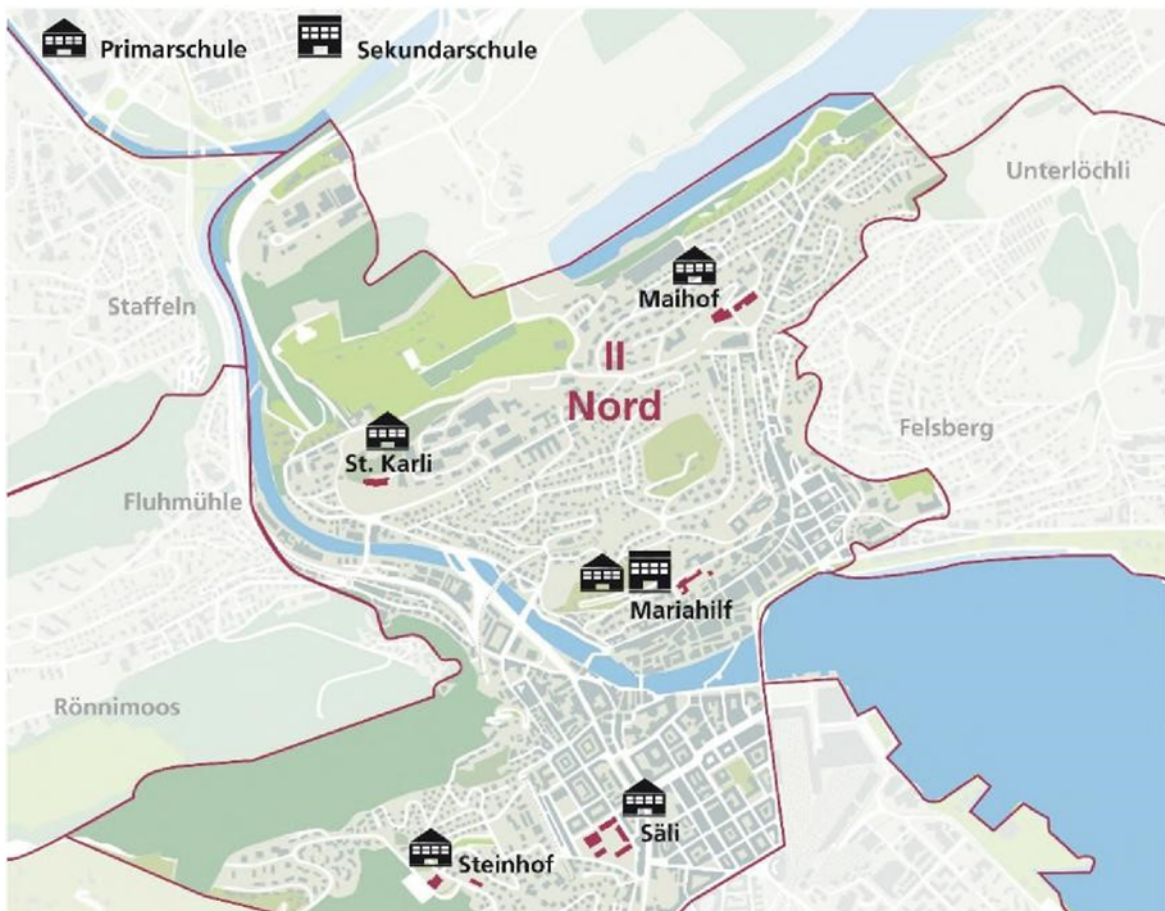 Primarschule
Sekundarschule
Unterlöchli
Maihof
Staffeln
II
Nord
Felsberg
St. Karli
Fluhmühle
Mariahilf
Rönnimoos
Säli
Steinhof